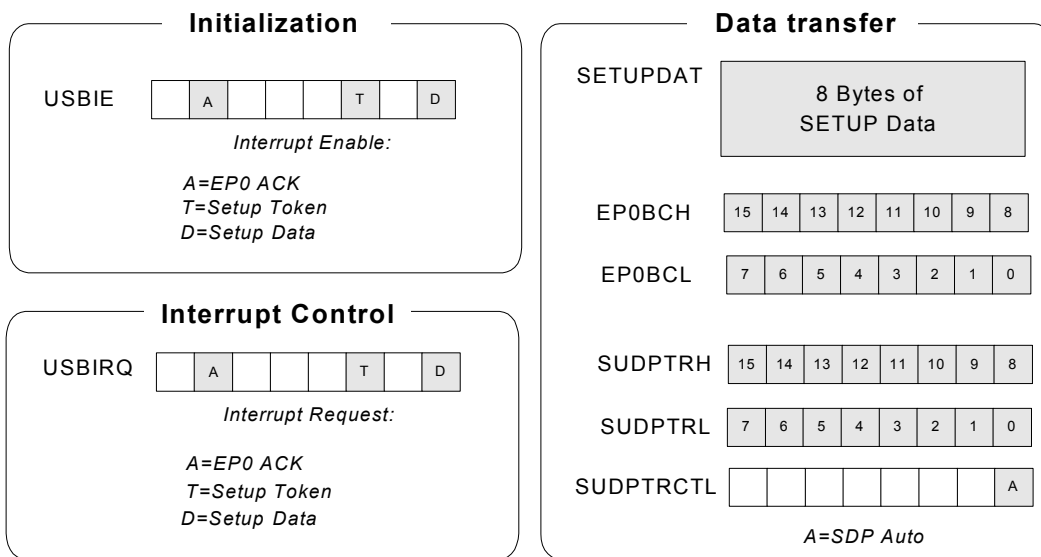 Initialization
USBIE
A T D
Interrupt Enable:
A=EP0 ACK
T=Setup Token
D=Setup Data
Interrupt Control
USBIRQ
A T D
Interrupt Request:
A=EP0 ACK
T=Setup Token
D=Setup Data
Data transfer
SETUPDAT
8 Bytes of
SETUP Data
EP0BCH 15 14 13 12 11 10 9 8
EP0BCL 7 6 5 4 3 2 1 0
SUDPTRH 15 14 13 12 11 10 9 8
SUDPTRL 7 6 5 4 3 2 1 0
SUDPTRCTL A
A=SDP Auto